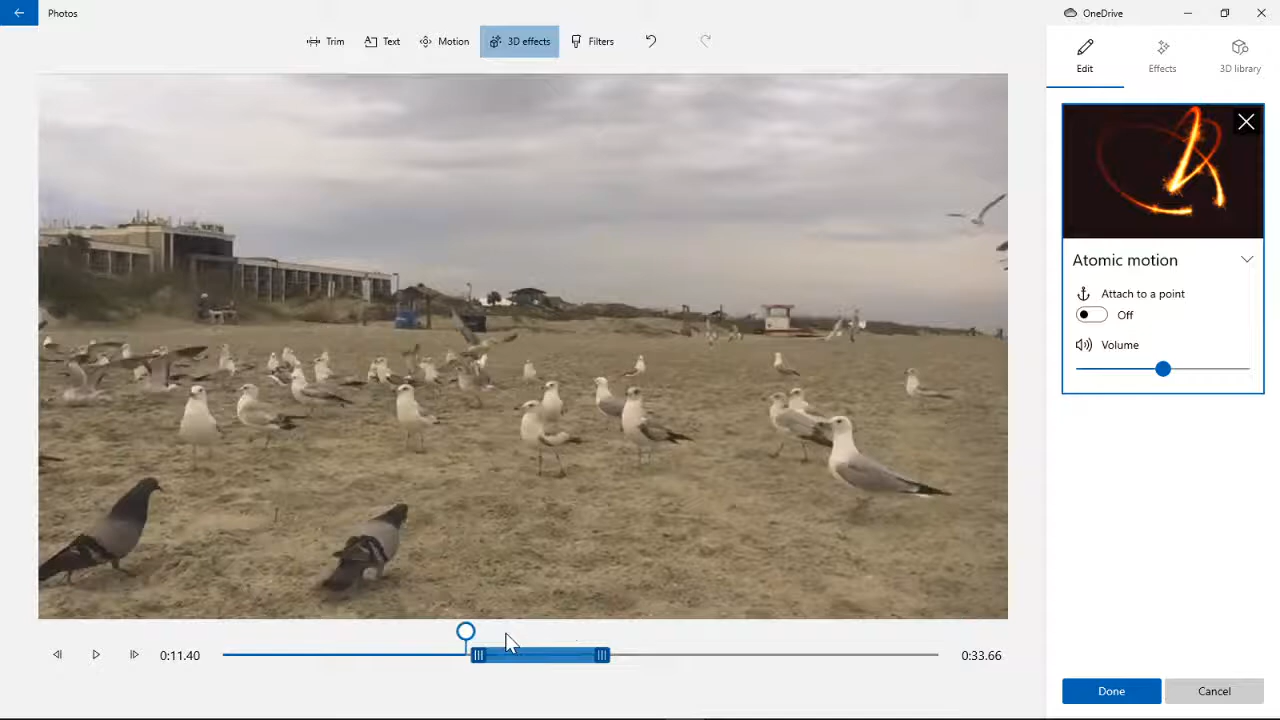 Photos
OneDrive
Trim
Text
Motion
3D effects
Filters
Edit
Effects
3D library
Atomic motion
Attach to a point
Off
Volume
0:11.40
0:33.66
Done
Cancel